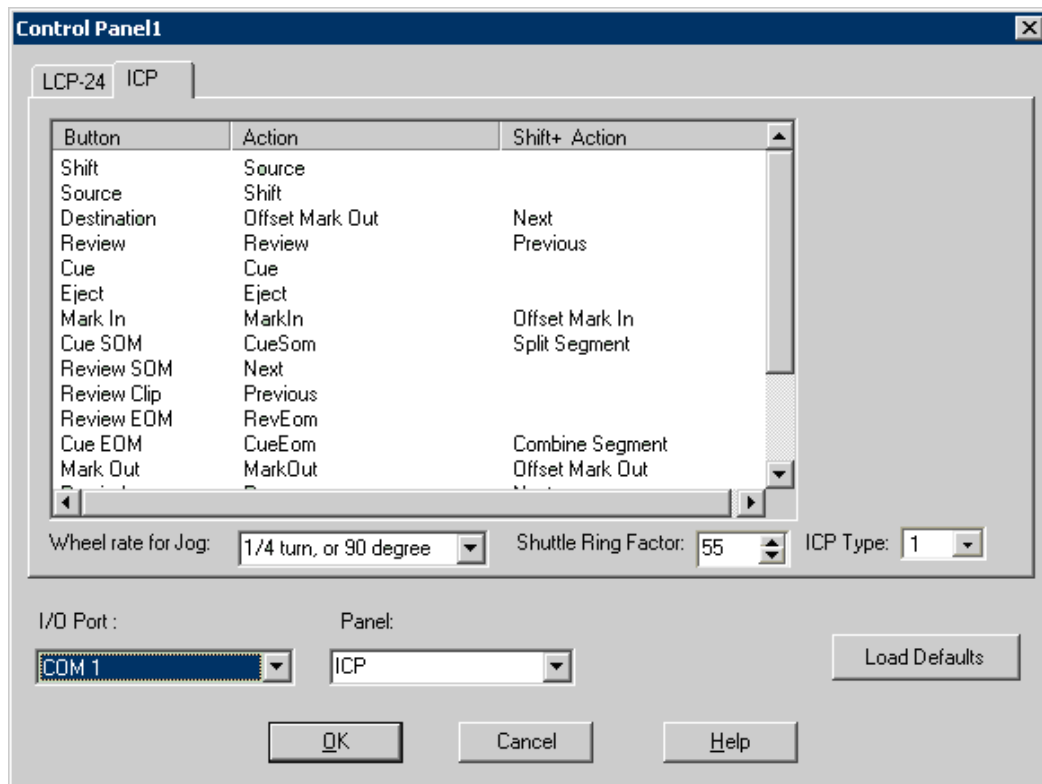 Control Panel1
LCP-24 ICP
Button Action Shift+ Action
Shift Source
Source Shift
Destination Offset Mark Out Next
Review Review Previous
Cue Cue
Eject Eject
Mark In MarkIn Offset Mark In
Cue SOM CueSom Split Segment
Review SOM Next
Review Clip Previous
Review EOM RevEom
Cue EOM CueEom Combine Segment
Mark Out MarkOut Offset Mark Out
Wheel rate for Jog: 1/4 turn, or 90 degree Shuttle Ring Factor: 55 ICP Type: 1
I/O Port : Panel:
COM 1 ICP Load Defaults
OK Cancel Help